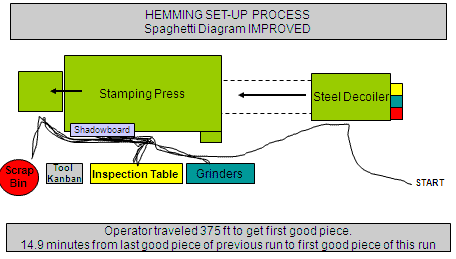 HEMMING SET-UP PROCESS
Spaghetti Diagram IMPROVED
Stamping Press
Steel Decoiler
Shadowboard
Scrap
Bin
Tool
Kanban
Inspection Table
Grinders
START
Operator traveled 375 ft to get first good piece.
14.9 minutes from last good piece of previous run to first good piece of this run